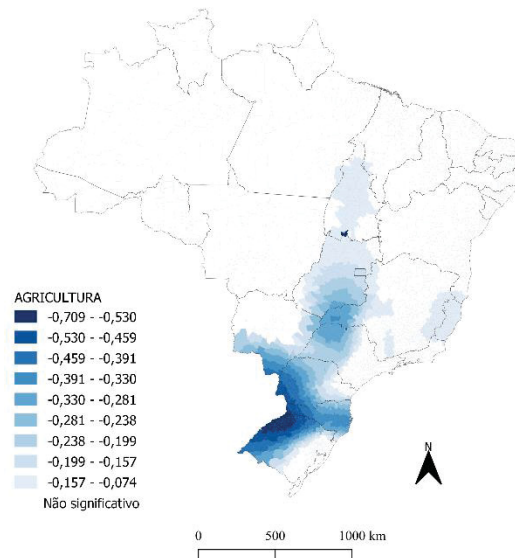 AGRICULTURA
-0,709 - -0,530
-0,530 - -0,459
-0,459 - -0,391
-0,391 - -0,330
-0,330 - -0,281
-0,281 - -0,238
-0,238 - -0,199
-0,199 - -0,157
-0,157 - -0,074
Não significativo
N
0 500 1000 km